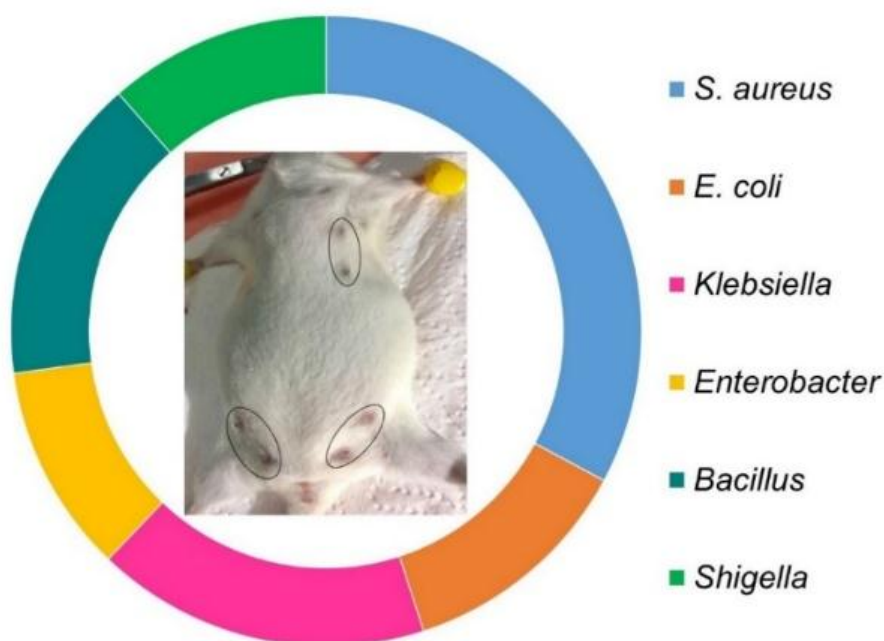 S. aureus
E. coli
Klebsiella
Enterobacter
Bacillus
Shigella